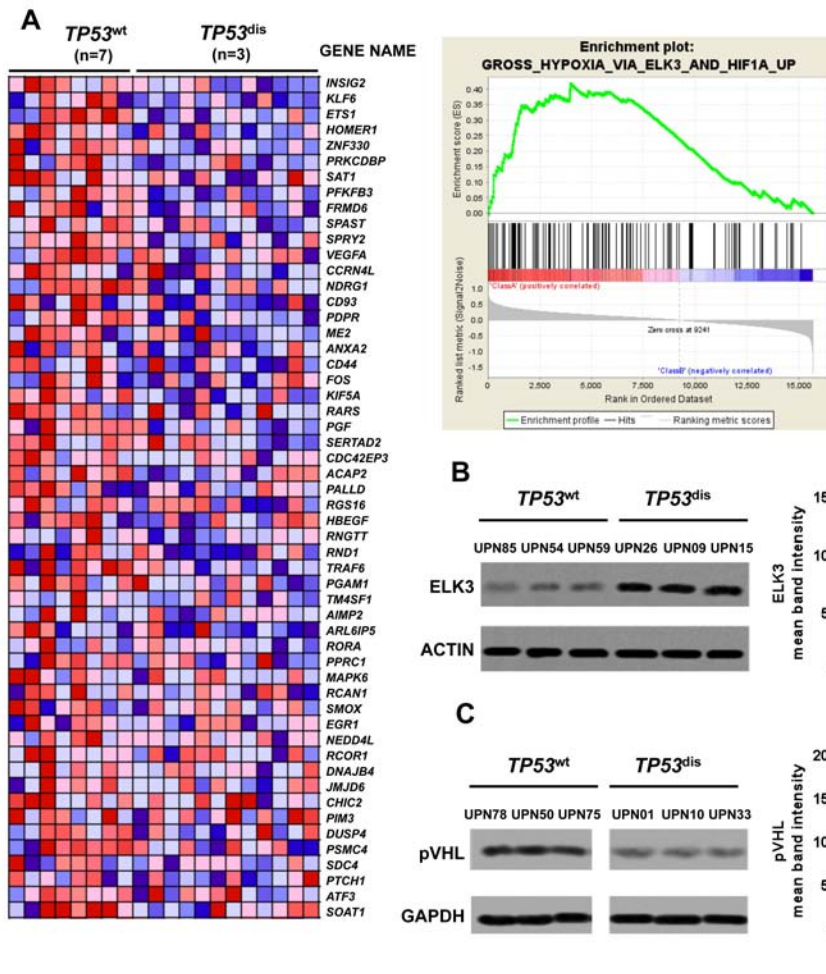 A
TP53wt
(n=7)
TP53dis
(n=3)
GENE NAME
INSIG2
KLF6
ETS1
HOMER1
ZNF330
PRKCDBP
SAT1
PFKFB3
FRMD6
SPAST
SPRY2
VEGFA
CCRN4L
NDRG1
CD93
PDPR
ME2
ANXA2
CD44
FOS
KIF5A
RARS
PGF
SERTAD2
CDC42EP3
ACAP2
PALLD
RGS16
HBEGF
RNGTT
RND1
TRAF6
PGAM1
TM4SF1
AIMP2
ARL6IP5
RORA
PPRC1
MAPK6
RCAN1
SMOX
EGR1
NEDD4L
RCOR1
DNAJB4
JMJD6
CHIC2
PIM3
DUSP4
PSMC4
SDC4
PTCH1
ATF3
SOAT1
Enrichment plot:
GROSS_HYPOXIA_VIA_ELK3_AND_HIF1A_UP
Enrichment score (ES)
0.40
0.35
0.30
0.25
0.20
0.15
0.10
0.05
0.00
'ClassA' (positively correlated)
Ranked list metric (Signal2Noise)
1.0
0.5
0.0
-0.5
-1.0
-1.5
Zero cross at 9241
'ClassB' (negatively correlated)
0 2,500 5,000 7,500 10,000 12,500 15,000
Rank in Ordered Dataset
Enrichment profile Hits Ranking metric scores
B
TP53wt TP53dis
UPN85 UPN54 UPN59 UPN26 UPN09 UPN15
ELK3
ACTIN
ELK3
mean band intensity
15
10
5
C
TP53wt TP53dis
UPN78 UPN50 UPN75 UPN01 UPN10 UPN33
pVHL
GAPDH
pVHL
mean band intensity
20
15
10
5